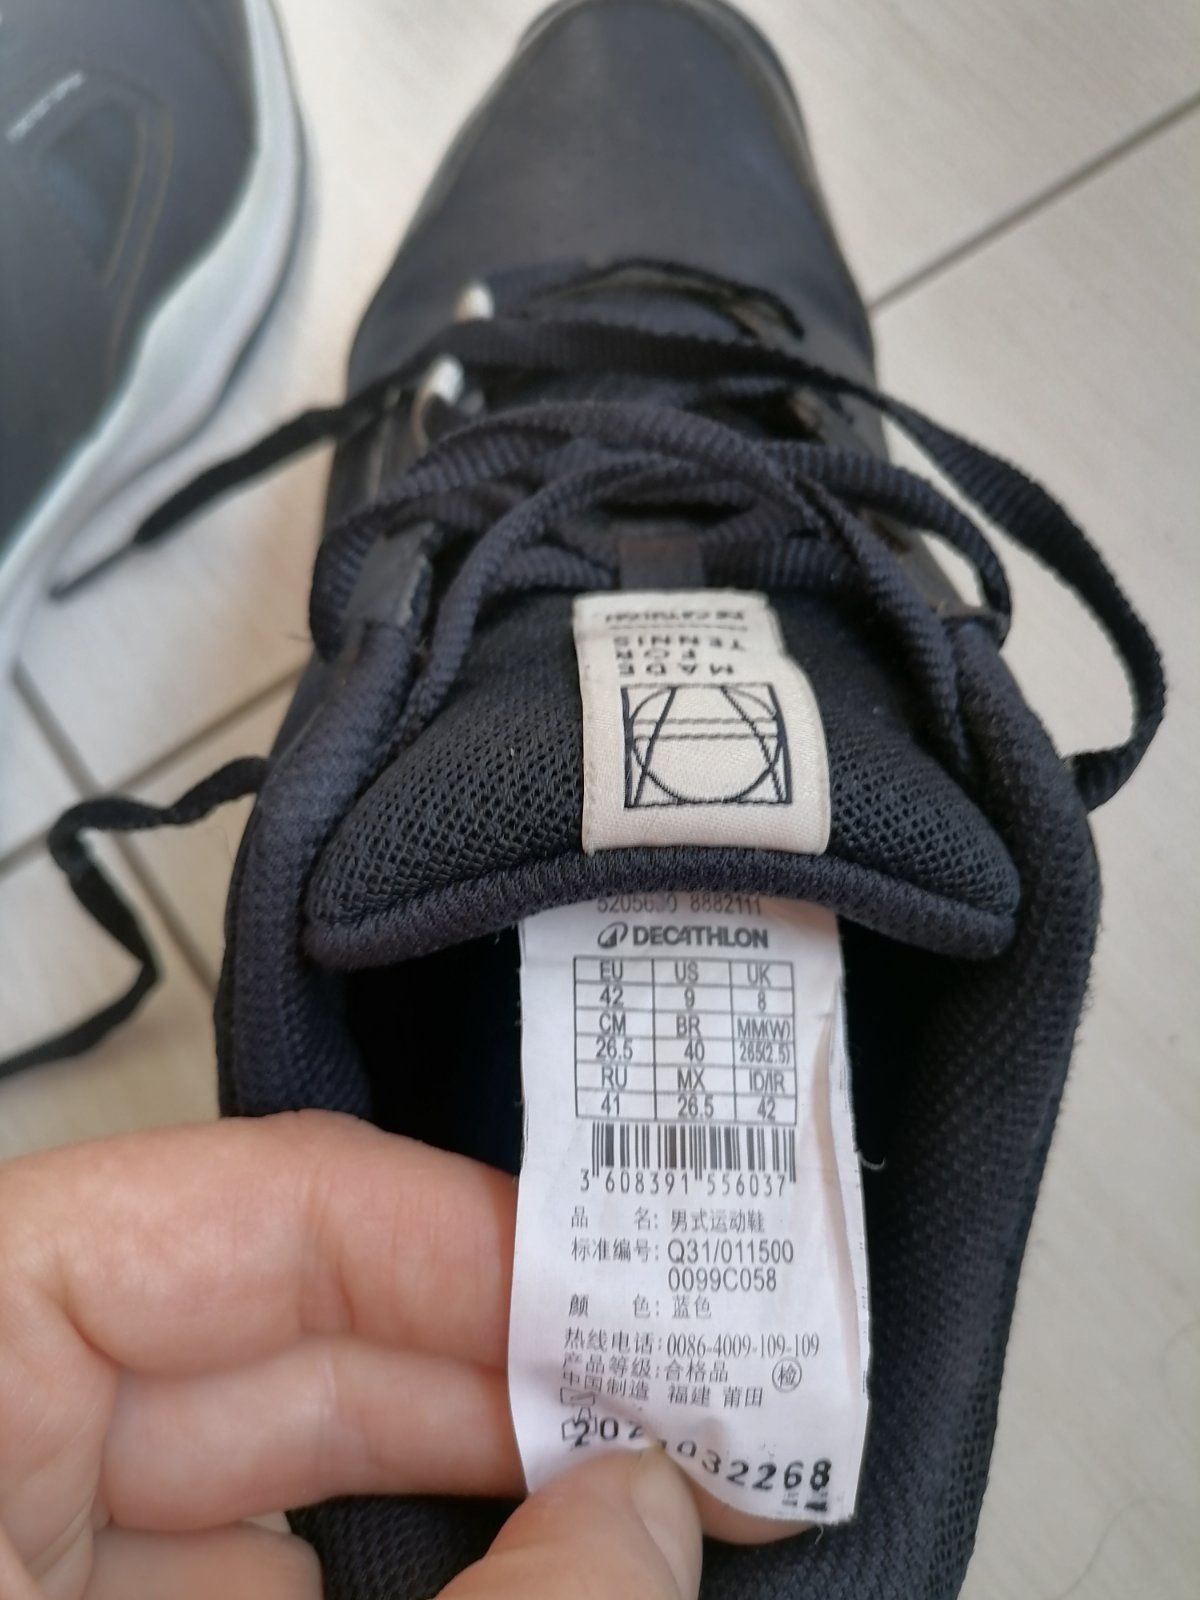 MADE
FOR
TENNIS
DECATHLON
8882111
DECATHLON
EU US UK
42 9 8
CM BR MM(W)
26.5 40 265(2.5)
RU MX ID/IR
41 26.5 42
3 608391 556037
品 名: 男式运动鞋
标准编号: Q31/011500
0099C058
颜 色: 蓝色
热线电话: 0086-4009-109-109
产品等级: 合格品 检
中国制造 福建 莆田